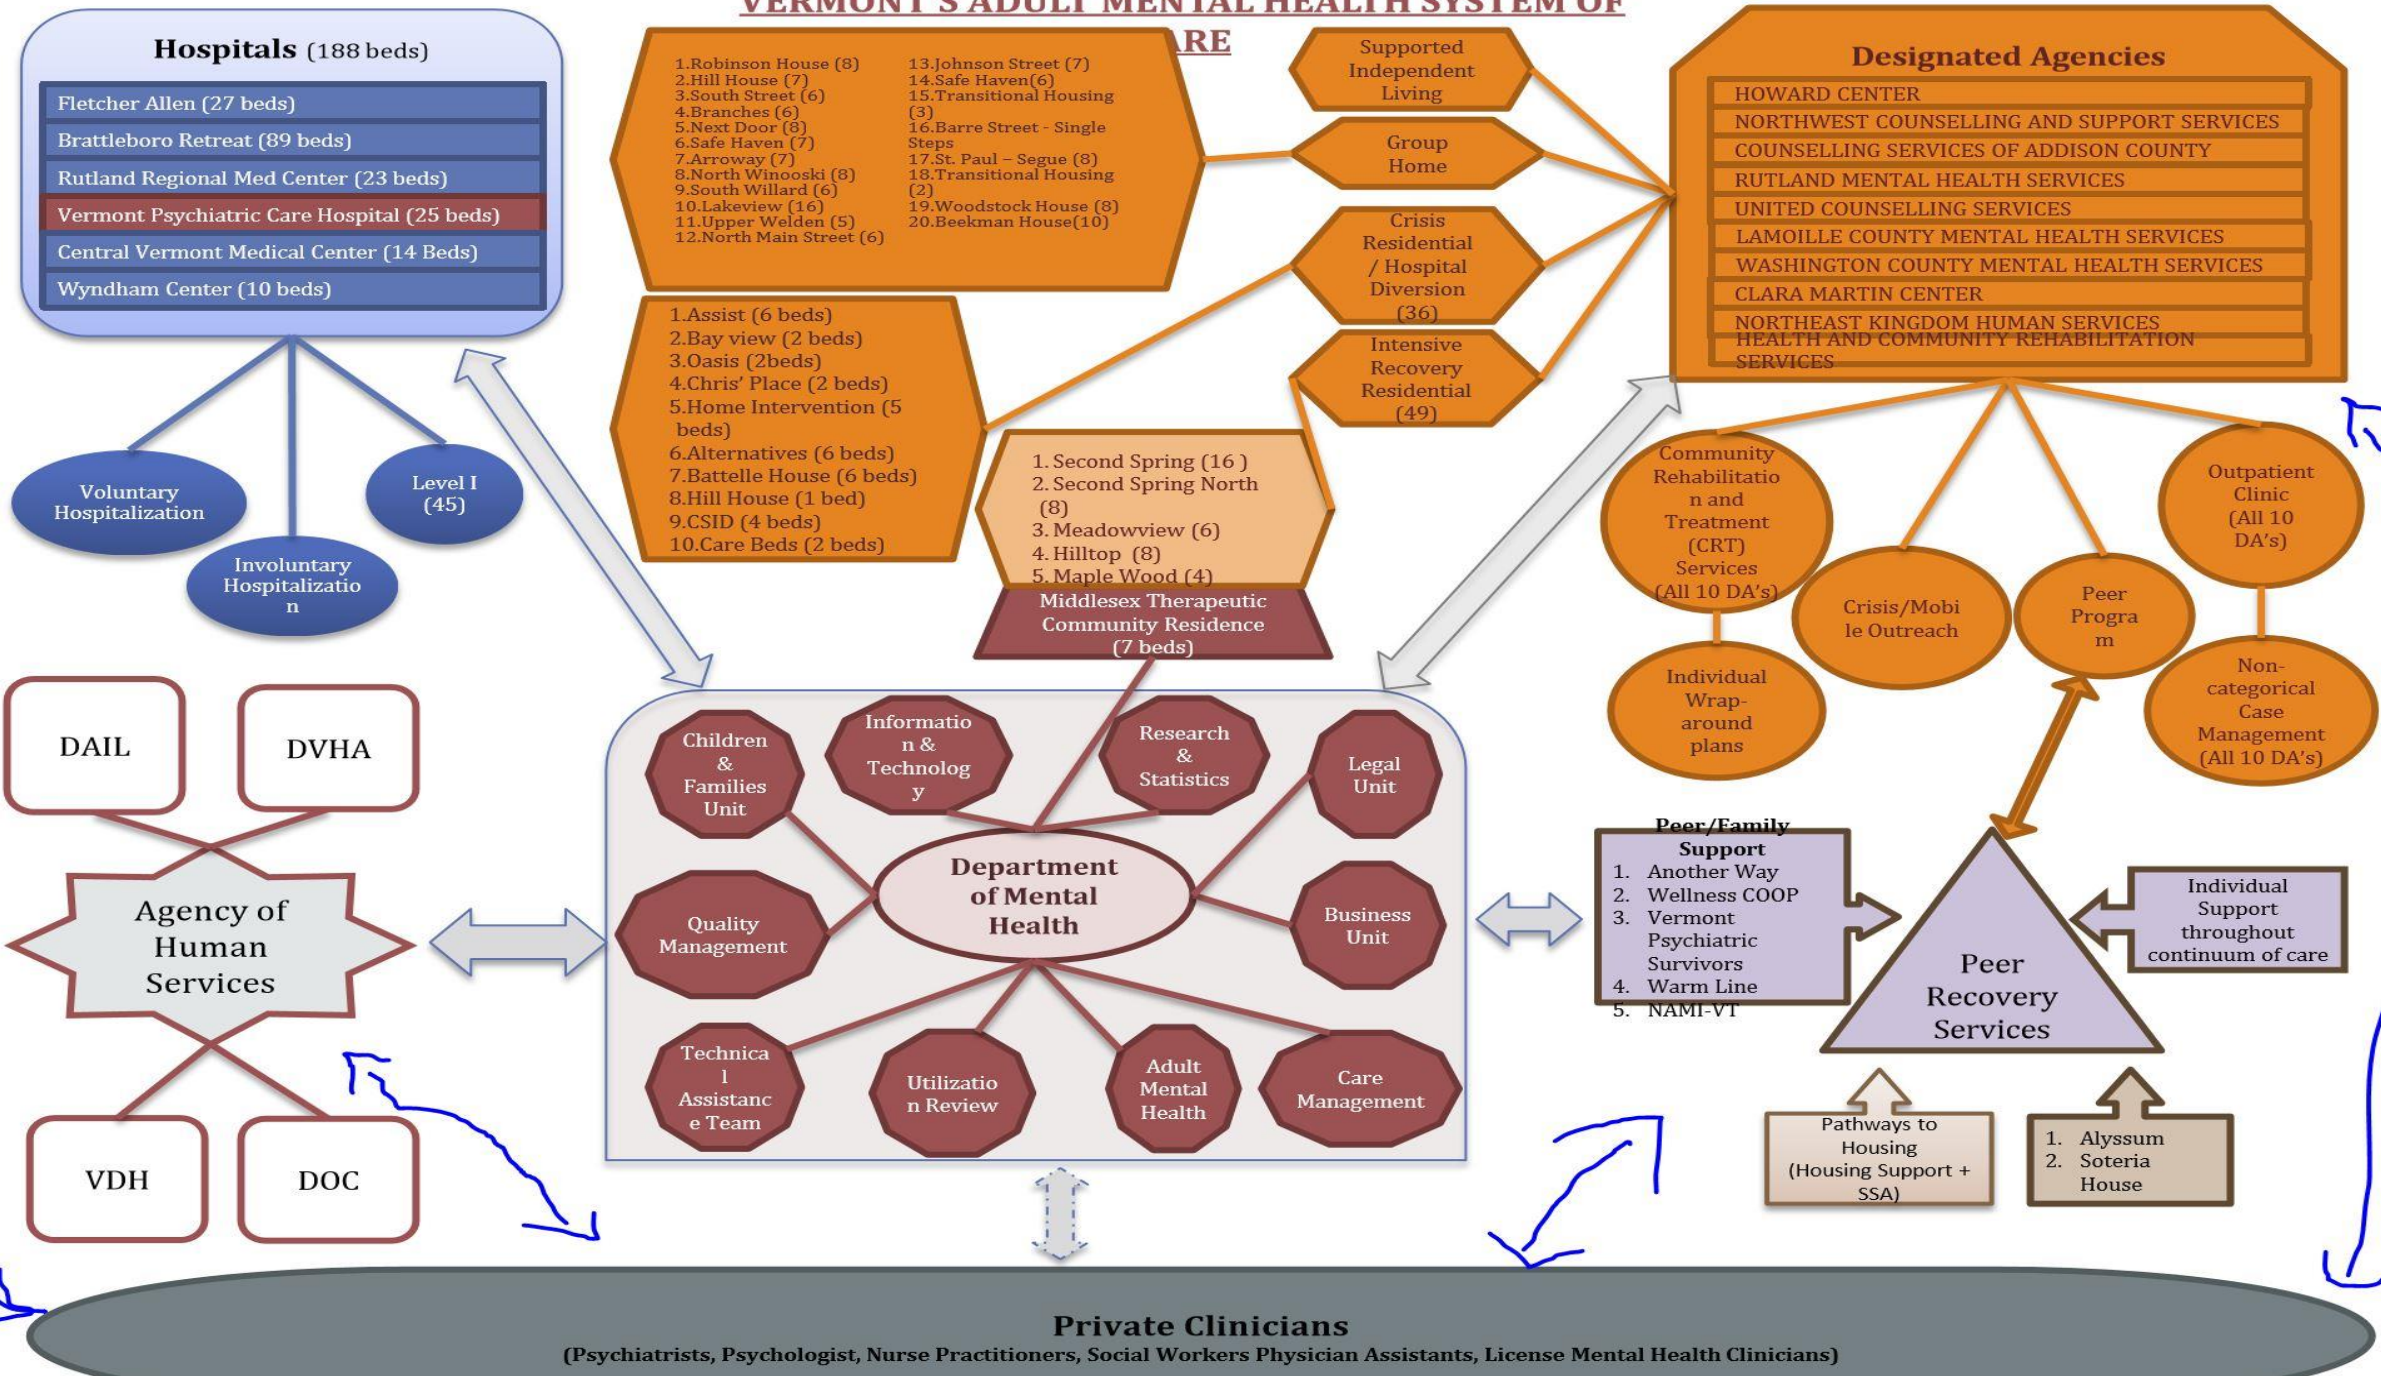 VERMONT'S ADULT MENTAL HEALTH SYSTEM OF
ARE
Hospitals (188 beds)
Fletcher Allen (27 beds)
Brattleboro Retreat (89 beds)
Rutland Regional Med Center (23 beds)
Vermont Psychiatric Care Hospital (25 beds)
Central Vermont Medical Center (14 Beds)
Wyndham Center (10 beds)
Voluntary
Hospitalization
Involuntary
Hospitalizatio
n
Level I
(45)
1.Robinson House (8)
2.Hill House (7)
3.South Street (6)
4.Branches (6)
5.Next Door (8)
6.Safe Haven (7)
7.Arroway (7)
8.North Winooski (8)
9.South Willard (6)
10.Lakeview (16)
11.Upper Welden (5)
12.North Main Street (6)
13.Johnson Street (7)
14.Safe Haven(6)
15.Transitional Housing
(3)
16.Barre Street - Single
Steps
17.St. Paul – Segue (8)
18.Transitional Housing
(2)
19.Woodstock House (8)
20.Beekman House(10)
1.Assist (6 beds)
2.Bay view (2 beds)
3.Oasis (2beds)
4.Chris' Place (2 beds)
5.Home Intervention (5
beds)
6.Alternatives (6 beds)
7.Battelle House (6 beds)
8.Hill House (1 bed)
9.CSID (4 beds)
10.Care Beds (2 beds)
Supported
Independent
Living
Group
Home
Crisis
Residential
/ Hospital
Diversion
(36)
Intensive
Recovery
Residential
(49)
1. Second Spring (16 )
2. Second Spring North
(8)
3. Meadowview (6)
4. Hilltop (8)
5. Maple Wood (4)
Middlesex Therapeutic
Community Residence
(7 beds)
Designated Agencies
HOWARD CENTER
NORTHWEST COUNSELLING AND SUPPORT SERVICES
COUNSELLING SERVICES OF ADDISON COUNTY
RUTLAND MENTAL HEALTH SERVICES
UNITED COUNSELLING SERVICES
LAMOILLE COUNTY MENTAL HEALTH SERVICES
WASHINGTON COUNTY MENTAL HEALTH SERVICES
CLARA MARTIN CENTER
NORTHEAST KINGDOM HUMAN SERVICES
HEALTH AND COMMUNITY REHABILITATION
SERVICES
Community
Rehabilitatio
n and
Treatment
(CRT)
Services
(All 10 DA's)
Individual
Wrap-
around
plans
Crisis/Mobi
le Outreach
Peer
Progra
m
Outpatient
Clinic
(All 10
DA's)
Non-
categorical
Case
Management
(All 10 DA's)
DAIL
DVHA
Agency of
Human
Services
VDH
DOC
Children
&
Families
Unit
Informatio
n &
Technolog
y
Research
&
Statistics
Legal
Unit
Quality
Management
Department
of Mental
Health
Business
Unit
Technica
l
Assistanc
e Team
Utilizatio
n Review
Adult
Mental
Health
Care
Management
Peer/Family
Support
1. Another Way
2. Wellness COOP
3. Vermont
Psychiatric
Survivors
4. Warm Line
5. NAMI-VT
Peer
Recovery
Services
Individual
Support
throughout
continuum of care
Pathways to
Housing
(Housing Support +
SSA)
1. Alyssum
2. Soteria
House
Private Clinicians
(Psychiatrists, Psychologist, Nurse Practitioners, Social Workers Physician Assistants, License Mental Health Clinicians)